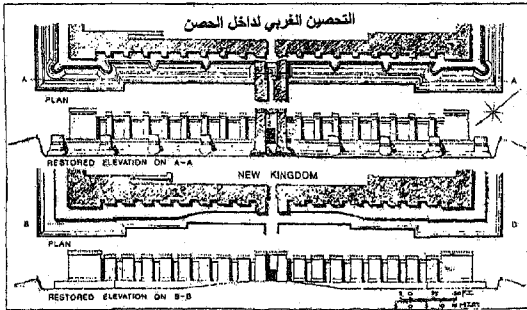 التحصين الغربي لداخل الحصن
A A
PLAN
RESTORED ELEVATION ON A-A
NEW KINGDOM
B
PLAN
RESTORED ELEVATION ON B-B